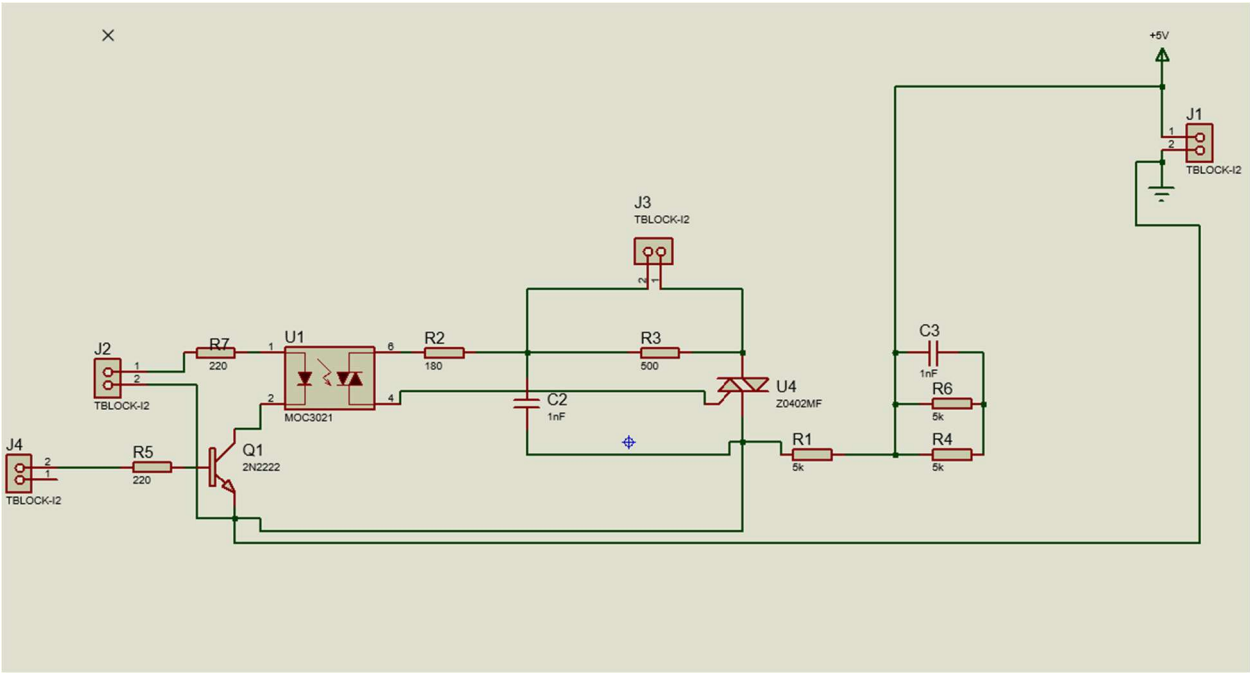 +5V
J1
1
2
TBLOCK-I2
J3
TBLOCK-I2
2
1
J2
1
2
TBLOCK-I2
R7
220
U1
1
6
2
4
MOC3021
R2
180
R3
500
U4
Z0402MF
C2
1nF
C3
1nF
R6
5k
R4
5k
R1
5k
J4
2
1
TBLOCK-I2
R5
220
Q1
2N2222